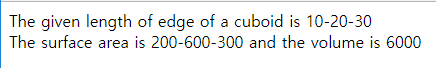 The given length of edge of a cuboid is 10-20-30
The surface area is 200-600-300 and the volume is 6000